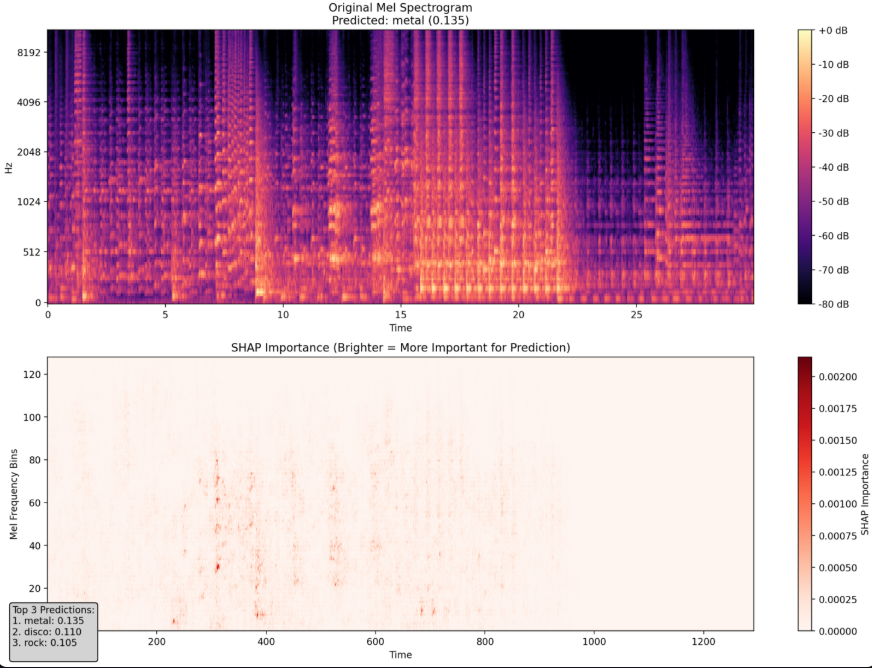 Original Mel Spectrogram
Predicted: metal (0.135)
Hz
8192
4096
2048
1024
512
0
0 5 10 15 20 25
Time
+0 dB
-10 dB
-20 dB
-30 dB
-40 dB
-50 dB
-60 dB
-70 dB
-80 dB
SHAP Importance (Brighter = More Important for Prediction)
Mel Frequency Bins
120
100
80
60
40
20
200 400 600 800 1000 1200
Time
0.00200
0.00175
0.00150
0.00125
0.00100
0.00075
0.00050
0.00025
0.00000
SHAP Importance
Top 3 Predictions:
1. metal: 0.135
2. disco: 0.110
3. rock: 0.105